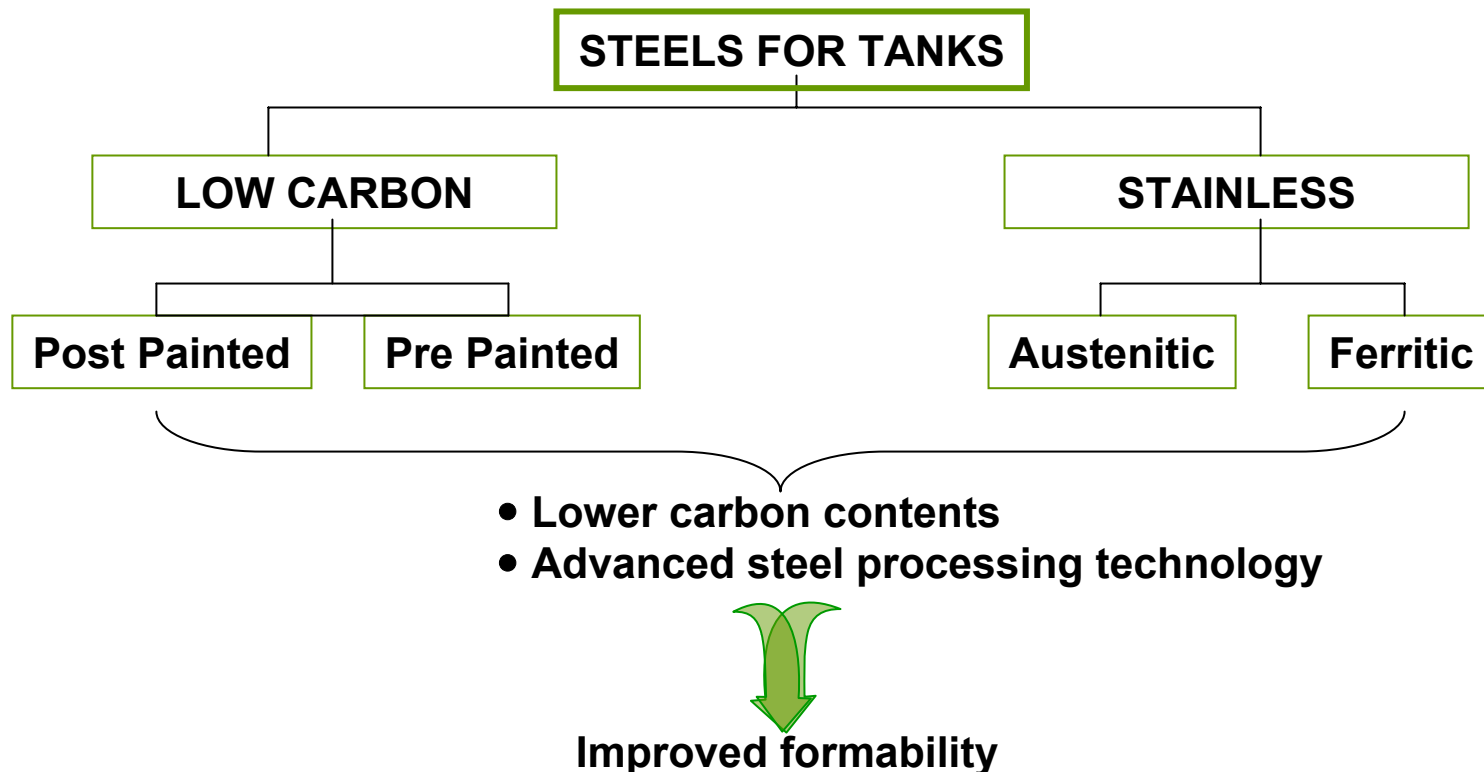 STEELS FOR TANKS
LOW CARBON
STAINLESS
Post Painted
Pre Painted
Austenitic
Ferritic
• Lower carbon contents
• Advanced steel processing technology
Improved formability